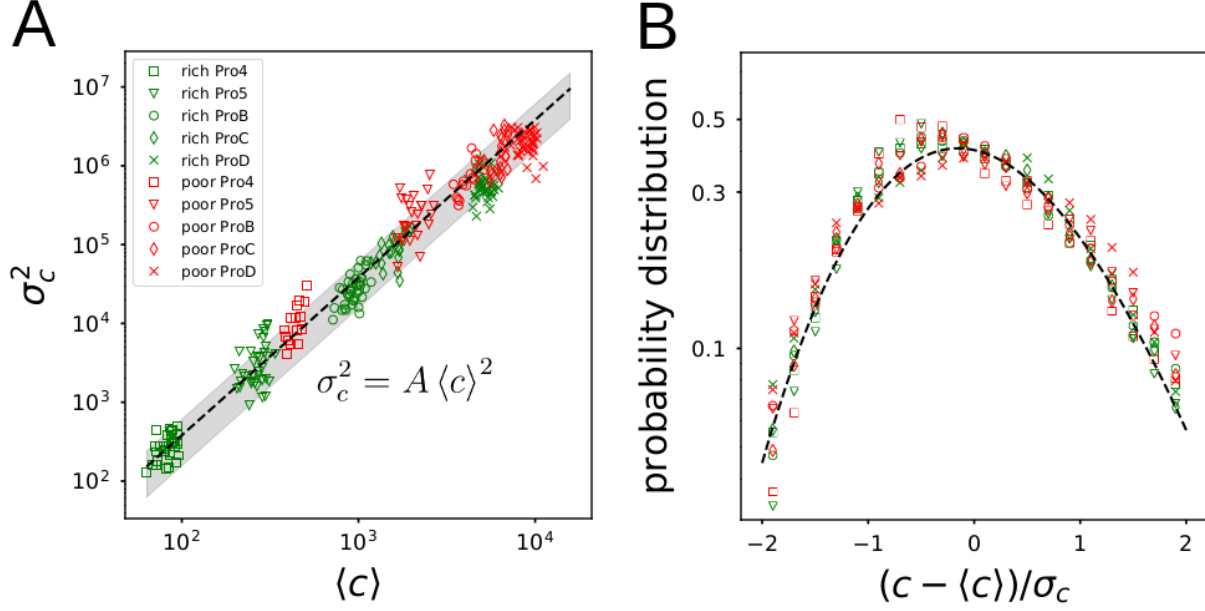 A
σ_c^2
10^7
10^6
10^5
10^4
10^3
10^2
rich Pro4
rich Pro5
rich ProB
rich ProC
rich ProD
poor Pro4
poor Pro5
poor ProB
poor ProC
poor ProD
σ_c^2 = A ⟨c⟩^2
10^2 10^3 10^4
⟨c⟩
B
probability distribution
0.5
0.3
0.1
−2 −1 0 1 2
(c − ⟨c⟩)/σ_c